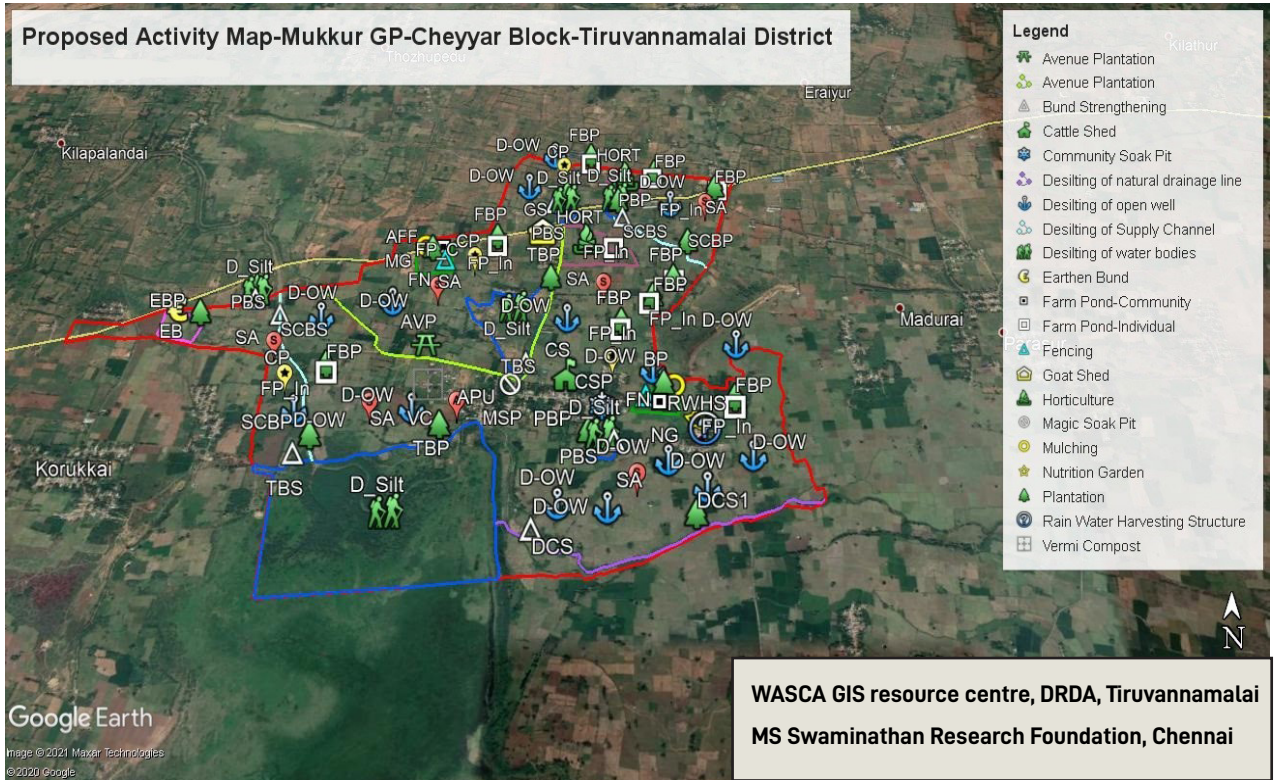 Proposed Activity Map-Mukkur GP-Cheyyar Block-Tiruvannamalai District
Thozhupedu
Kilathur
Eraiyur
Kilapalandai
Madurai
Korukkai
Legend
Avenue Plantation
Avenue Plantation
Bund Strengthening
Cattle Shed
Community Soak Pit
Desilting of natural drainage line
Desilting of open well
Desilting of Supply Channel
Desilting of water bodies
Earthen Bund
Farm Pond-Community
Farm Pond-Individual
Fencing
Goat Shed
Horticulture
Magic Soak Pit
Mulching
Nutrition Garden
Plantation
Rain Water Harvesting Structure
Vermi Compost
FBP
D-OW CP HORT FBP
D-OW D_Silt D_Silt D-OW FBP
GS HORT PBP FP_In SA
FBP PBS SCBS SCBP
AFF CP
MG FP_In TBP FP_In FBP
FN SA SA
D_Silt FBP
EBP PBS D-OW D-OW D-OW
EB SCBS AVP D_Silt FP_In FP_In D-OW
SA FBP CS D-OW
CP TBS BP FBP
FP_In D-OW APU CSP FN RWHS
SCBP D-OW SA VC MSP PBP D_Silt FP_In
TBP PBS D-OW NG D-OW
TBS D-OW SA D-OW
D_Silt D-OW DCS1
DCS
N
WASCA GIS resource centre, DRDA, Tiruvannamalai
MS Swaminathan Research Foundation, Chennai
Google Earth
Image © 2021 Maxar Technologies
© 2020 Google